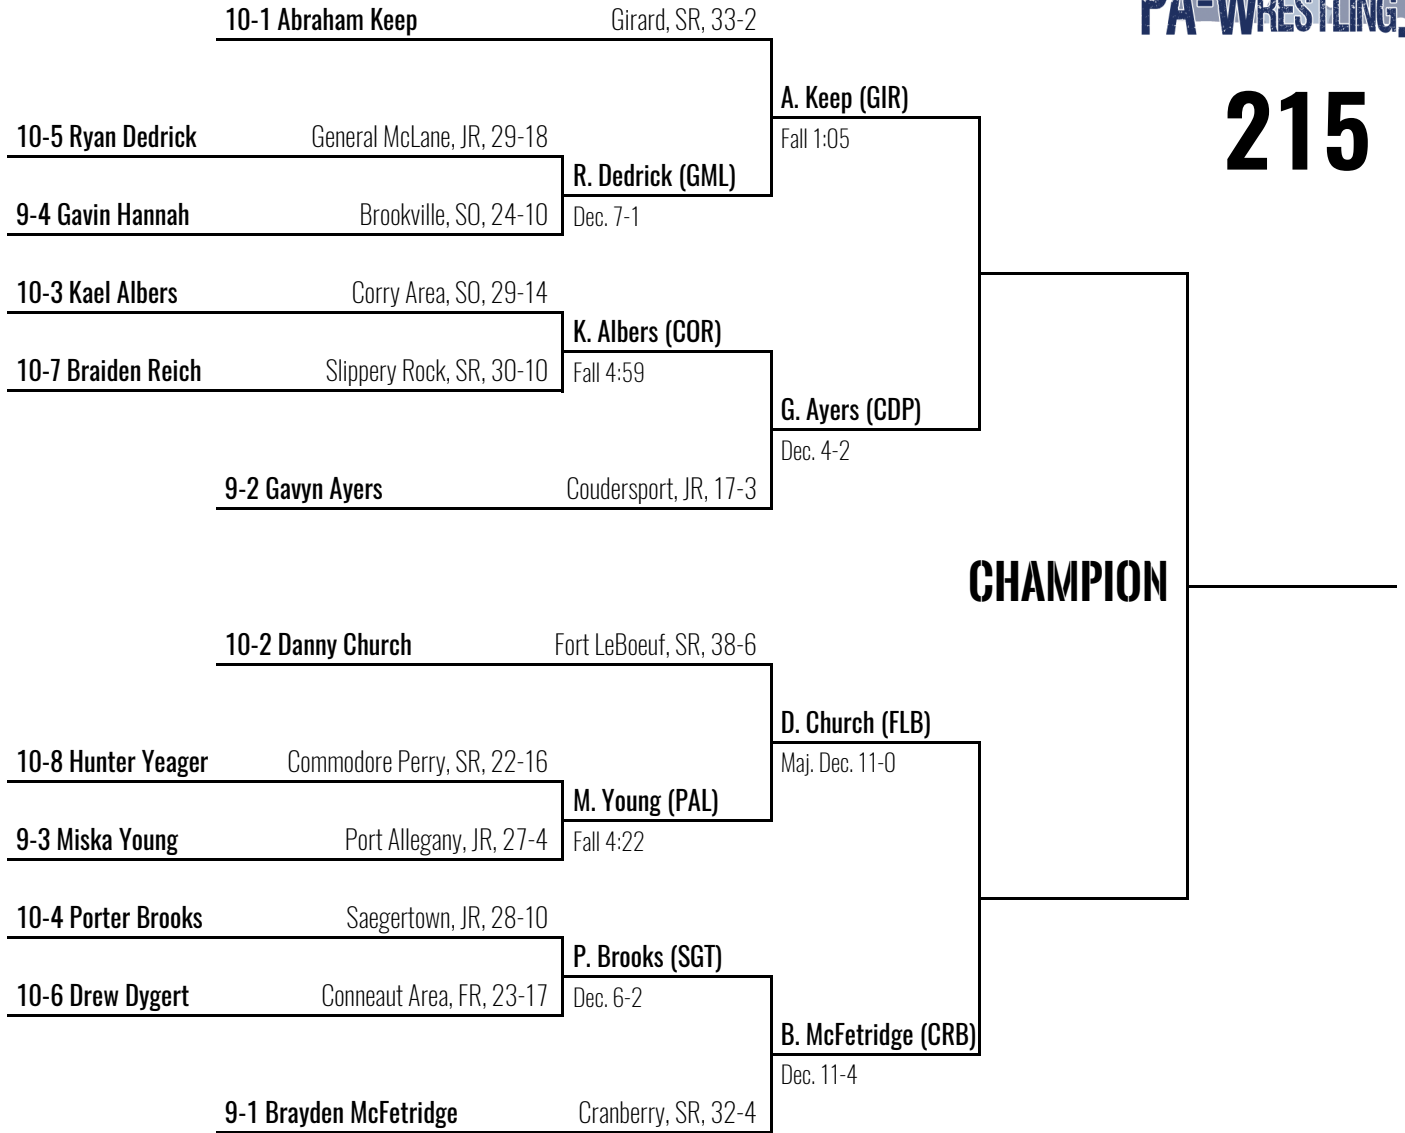 10-1 Abraham Keep Girard, SR, 33-2
PA-WRESTLING.
A. Keep (GIR)
215
10-5 Ryan Dedrick General McLane, JR, 29-18
Fall 1:05
R. Dedrick (GML)
9-4 Gavin Hannah Brookville, SO, 24-10
Dec. 7-1
10-3 Kael Albers Corry Area, SO, 29-14
K. Albers (COR)
10-7 Braiden Reich Slippery Rock, SR, 30-10
Fall 4:59
G. Ayers (CDP)
Dec. 4-2
9-2 Gavyn Ayers Coudersport, JR, 17-3
CHAMPION
10-2 Danny Church Fort LeBoeuf, SR, 38-6
D. Church (FLB)
10-8 Hunter Yeager Commodore Perry, SR, 22-16
Maj. Dec. 11-0
M. Young (PAL)
9-3 Miska Young Port Allegany, JR, 27-4
Fall 4:22
10-4 Porter Brooks Saegertown, JR, 28-10
P. Brooks (SGT)
10-6 Drew Dygert Conneaut Area, FR, 23-17
Dec. 6-2
B. McFetridge (CRB)
Dec. 11-4
9-1 Brayden McFetridge Cranberry, SR, 32-4